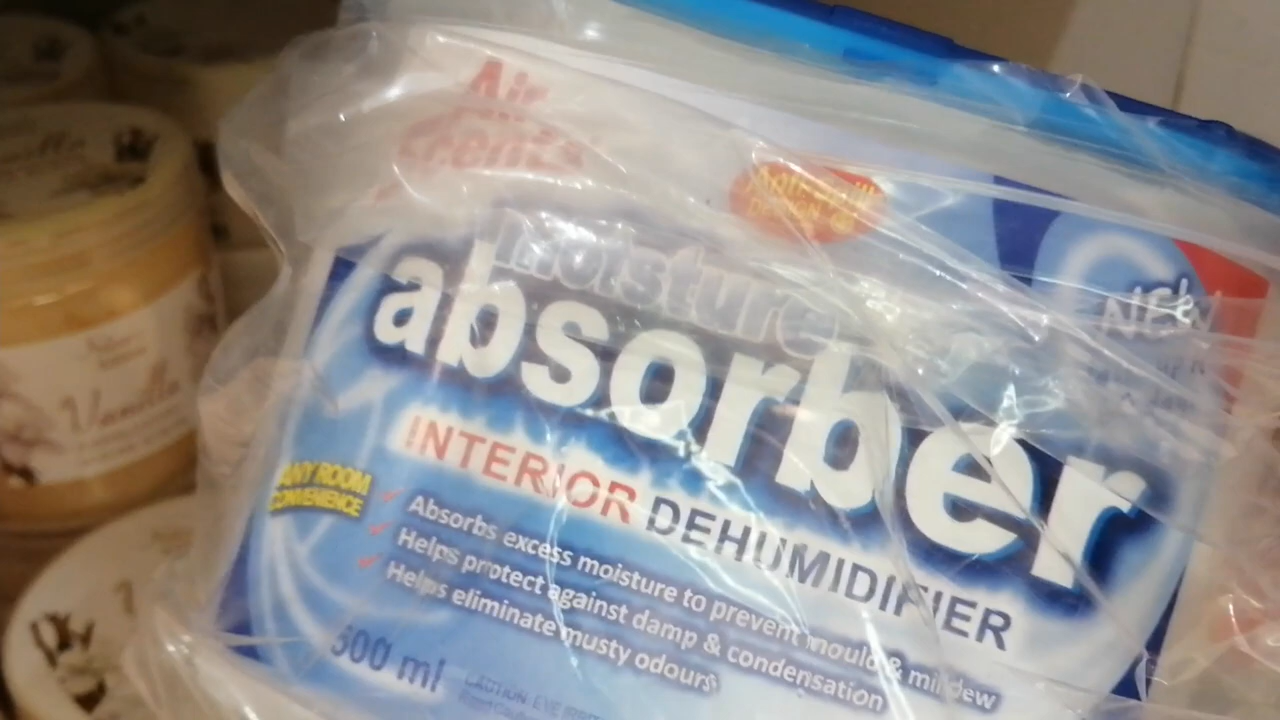 Air
Scents
moisture
absorber
NEW
INTERIOR DEHUMIDIFIER
ANY ROOM
CONVENIENCE
Absorbs excess moisture to prevent mould & mildew
Helps protect against damp & condensation
Helps eliminate musty odours
500 ml
CAUTION: EYE
Vanilla